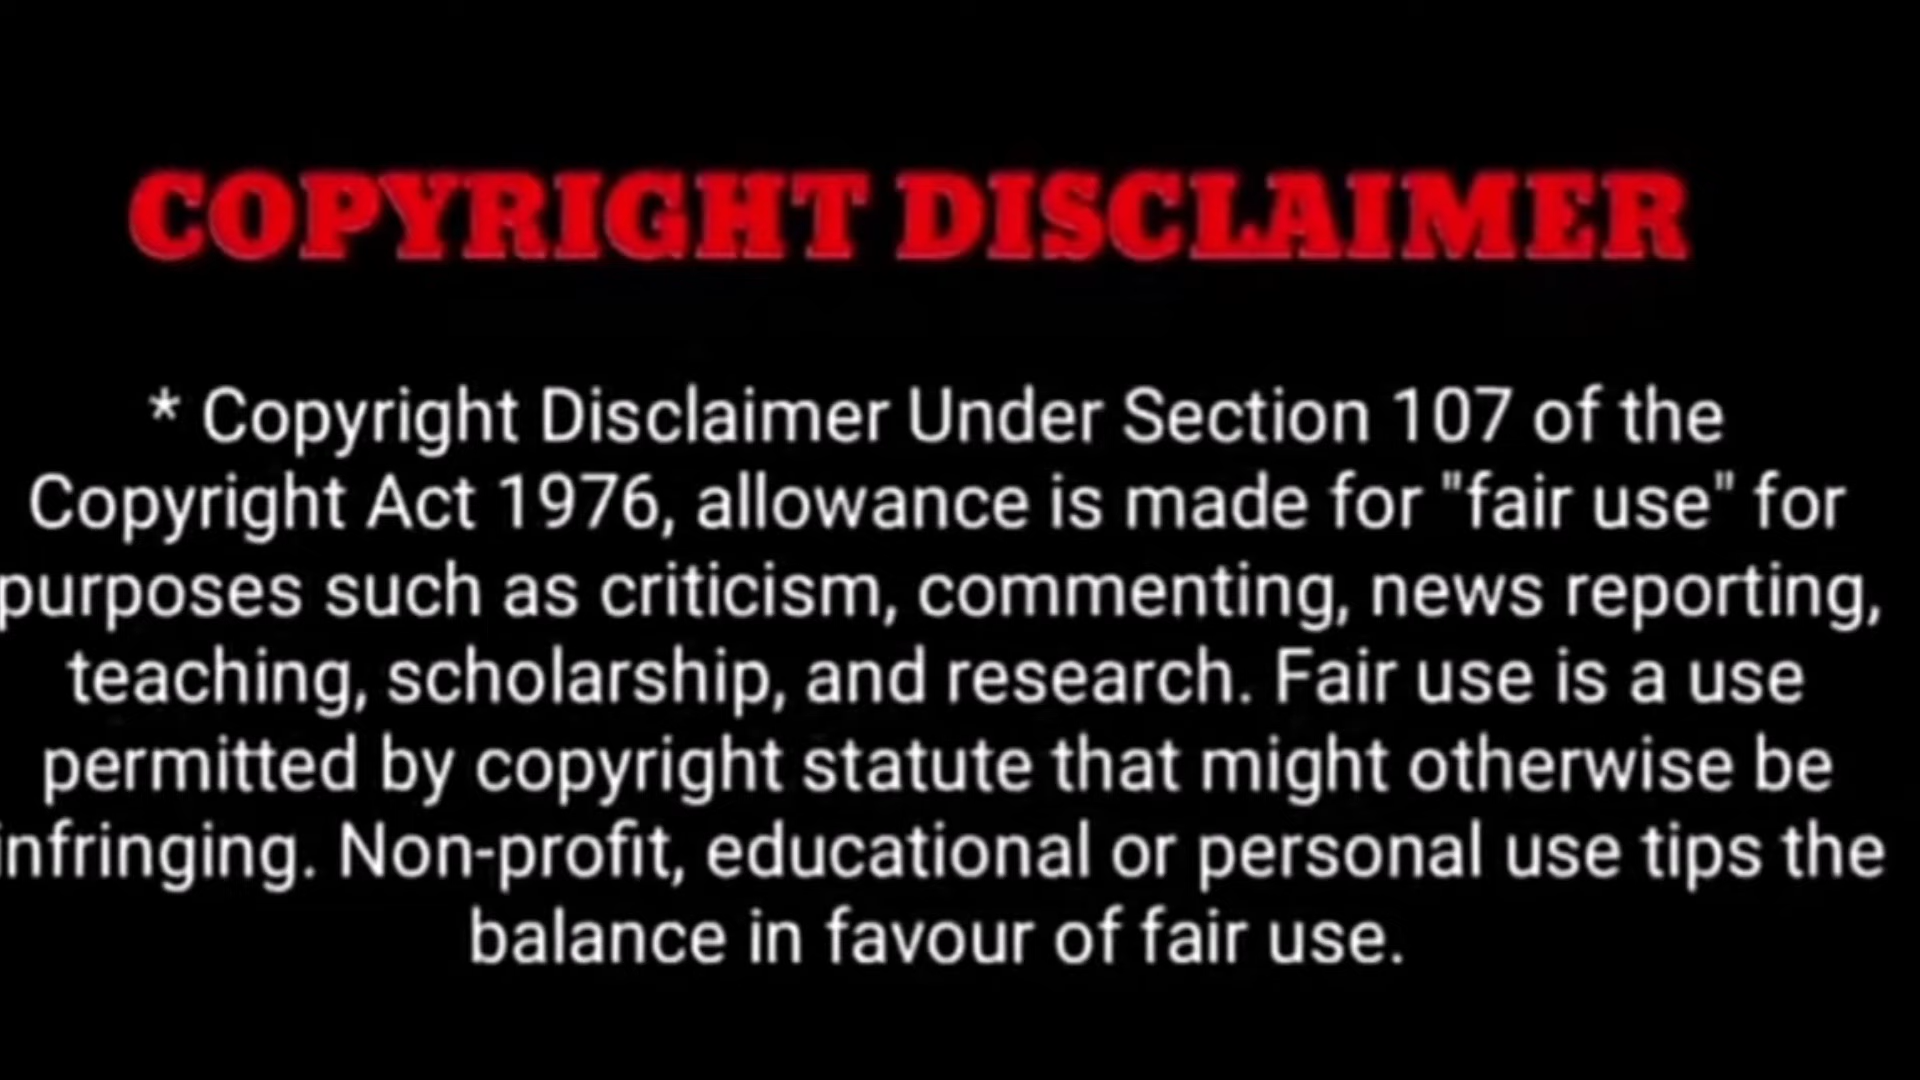 COPYRIGHT DISCLAIMER
* Copyright Disclaimer Under Section 107 of the
Copyright Act 1976, allowance is made for "fair use" for
purposes such as criticism, commenting, news reporting,
teaching, scholarship, and research. Fair use is a use
permitted by copyright statute that might otherwise be
infringing. Non-profit, educational or personal use tips the
balance in favour of fair use.